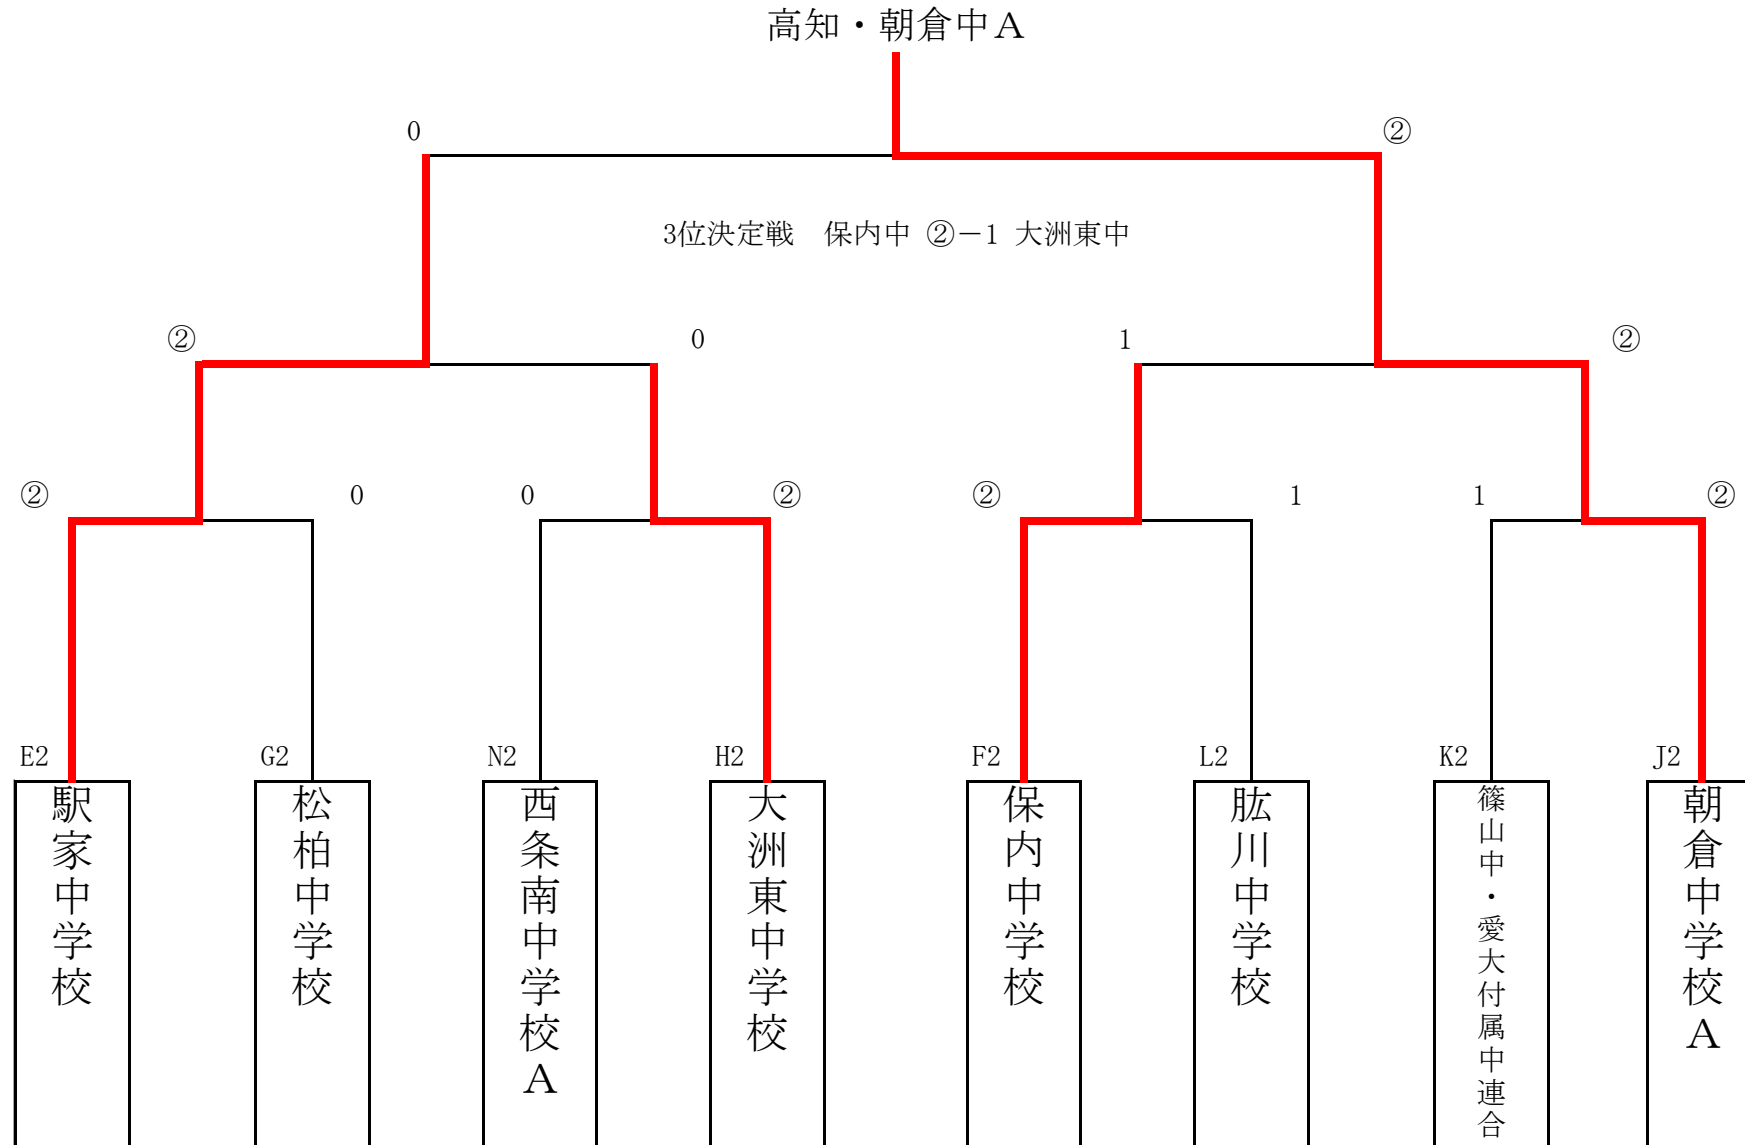 高知・朝倉中A
0
②
3位決定戦　保内中 ②－1 大洲東中
②
0
1
②
②
0
0
②
②
1
1
②
E2
G2
N2
H2
F2
L2
K2
J2
駅家中学校
松柏中学校
西条南中学校A
大洲東中学校
保内中学校
肱川中学校
篠山中・愛大付属中連合
朝倉中学校A